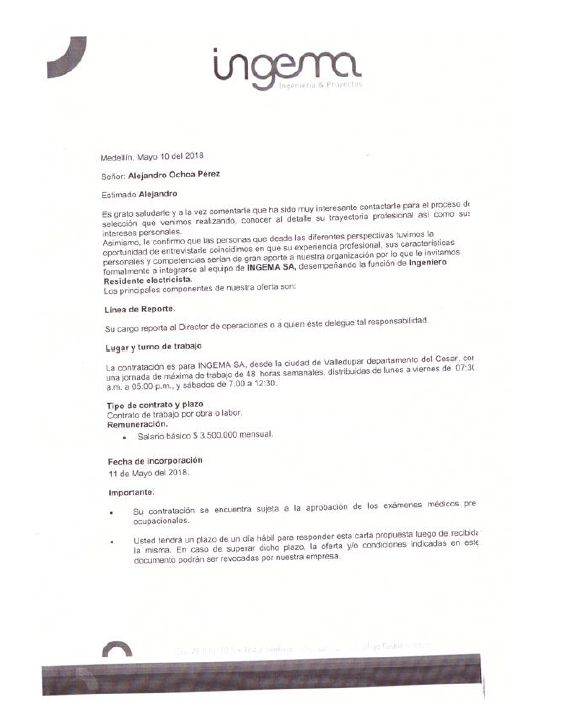 ingema
Ingeniería & Proyectos
Medellín, Mayo 10 del 2018
Señor: Alejandro Ochoa Pérez
Estimado Alejandro
Es grato saludarle y a la vez comentarle que ha sido muy interesante contactarle para el proceso de
selección que venimos realizando, conocer al detalle su trayectoria profesional así como sus
intereses personales.
Asimismo, le confirmo que las personas que desde las diferentes perspectivas tuvimos la
oportunidad de entrevistarle coincidimos en que su experiencia profesional, sus características
personales y competencias serían de gran aporte a nuestra organización por lo que le invitamos
formalmente a integrarse al equipo de INGEMA SA, desempeñando la función de Ingeniero
Residente electricista.
Los principales componentes de nuestra oferta son:
Línea de Reporte.
Su cargo reporta al Director de operaciones o a quien éste delegue tal responsabilidad.
Lugar y turno de trabajo
La contratación es para INGEMA SA, desde la ciudad de Valledupar departamento del Cesar, con
una jornada de máxima de trabajo de 48 horas semanales, distribuidas de lunes a viernes de 07:30
a.m. a 05:00 p.m., y sábados de 7:00 a 12:30.
Tipo de contrato y plazo
Contrato de trabajo por obra o labor.
Remuneración.
• Salario básico $ 3.500.000 mensual.
Fecha de incorporación
11 de Mayo del 2018.
Importante:
• Su contratación se encuentra sujeta a la aprobación de los exámenes médicos pre
ocupacionales.
• Usted tendrá un plazo de un día hábil para responder esta carta propuesta luego de recibida
la misma. En caso de superar dicho plazo, la oferta y/o condiciones indicadas en este
documento podrán ser revocadas por nuestra empresa.